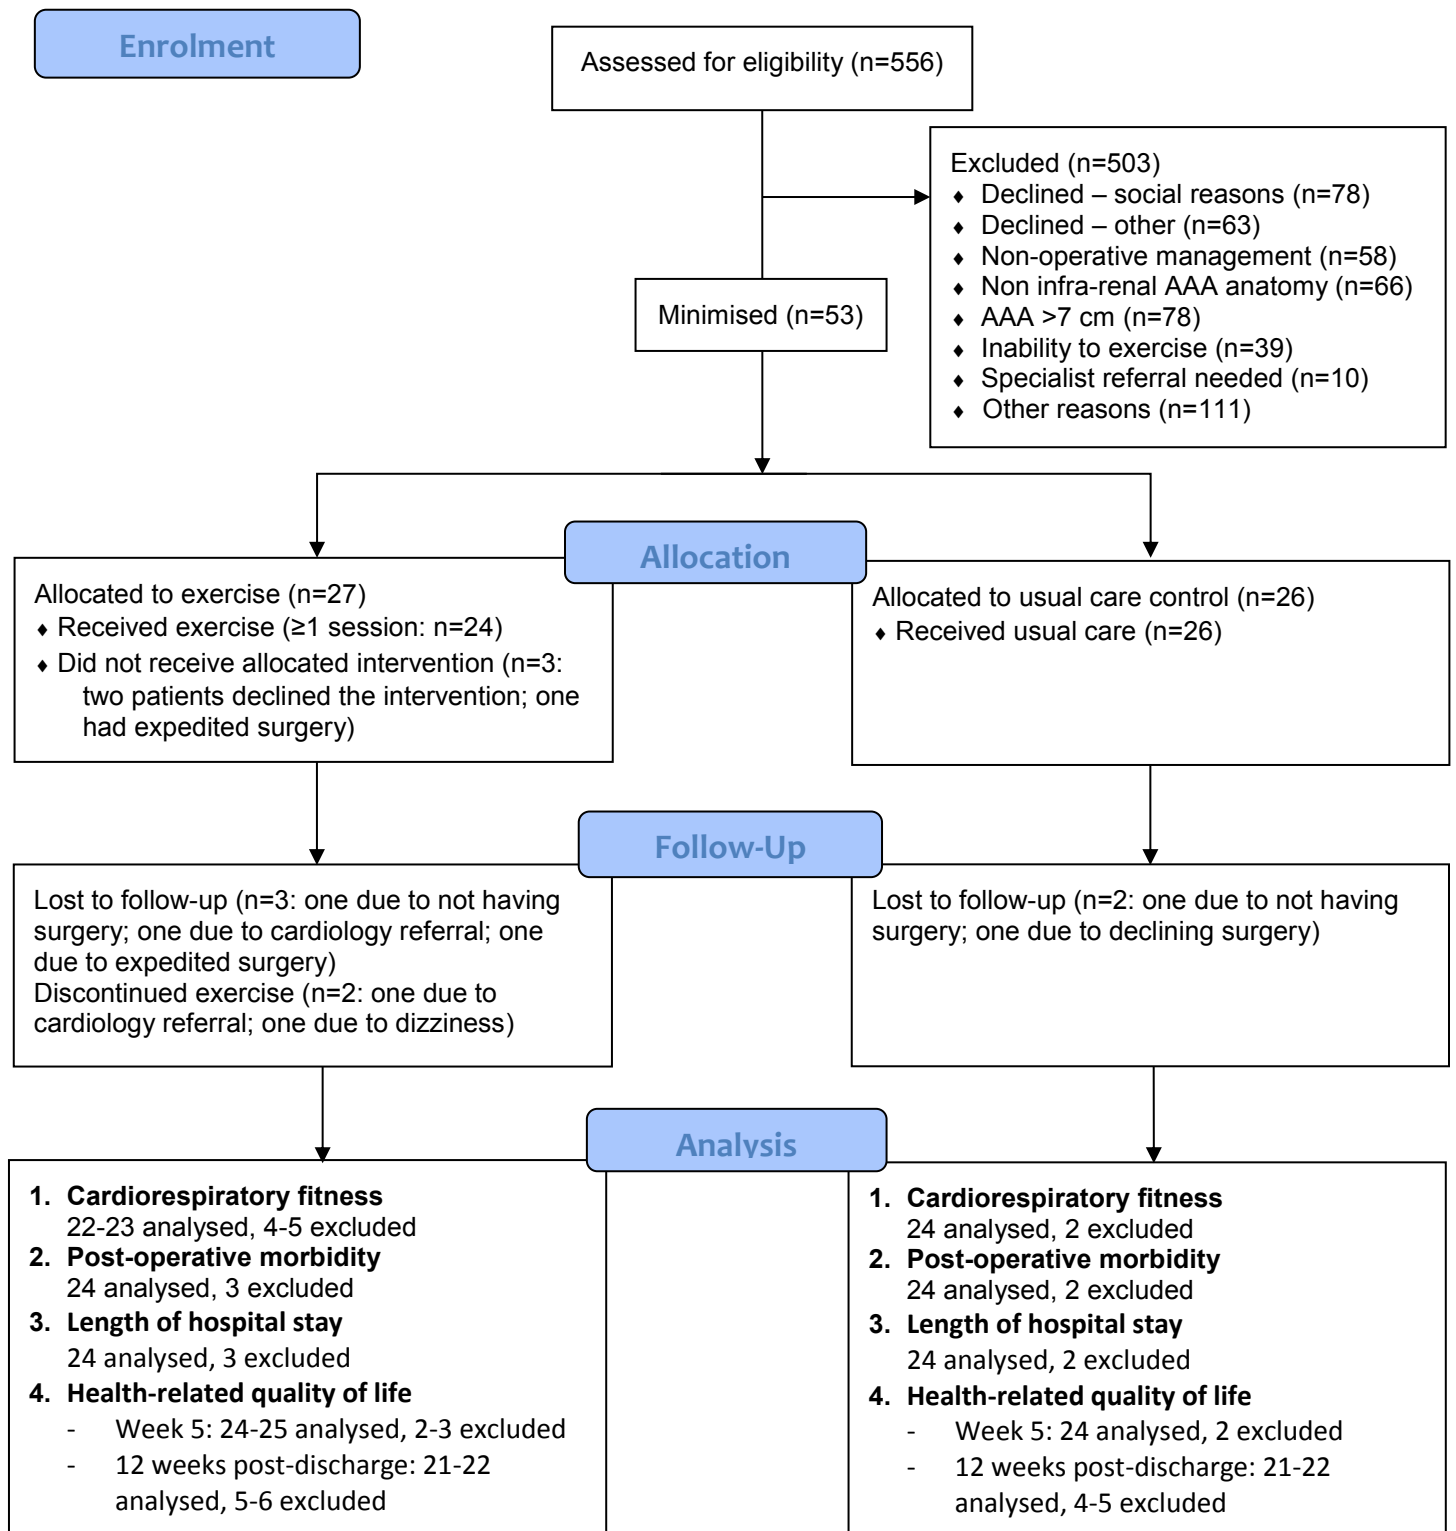 Enrolment
Assessed for eligibility (n=556)
Excluded (n=503)
♦ Declined – social reasons (n=78)
♦ Declined – other (n=63)
♦ Non-operative management (n=58)
♦ Non infra-renal AAA anatomy (n=66)
♦ AAA >7 cm (n=78)
♦ Inability to exercise (n=39)
♦ Specialist referral needed (n=10)
♦ Other reasons (n=111)
Minimised (n=53)
Allocation
Allocated to exercise (n=27)
♦ Received exercise (≥1 session: n=24)
♦ Did not receive allocated intervention (n=3:
two patients declined the intervention; one
had expedited surgery)
Allocated to usual care control (n=26)
♦ Received usual care (n=26)
Follow-Up
Lost to follow-up (n=3: one due to not having
surgery; one due to cardiology referral; one
due to expedited surgery)
Discontinued exercise (n=2: one due to
cardiology referral; one due to dizziness)
Lost to follow-up (n=2: one due to not having
surgery; one due to declining surgery)
Analysis
1. Cardiorespiratory fitness
22-23 analysed, 4-5 excluded
2. Post-operative morbidity
24 analysed, 3 excluded
3. Length of hospital stay
24 analysed, 3 excluded
4. Health-related quality of life
- Week 5: 24-25 analysed, 2-3 excluded
- 12 weeks post-discharge: 21-22
analysed, 5-6 excluded
1. Cardiorespiratory fitness
24 analysed, 2 excluded
2. Post-operative morbidity
24 analysed, 2 excluded
3. Length of hospital stay
24 analysed, 2 excluded
4. Health-related quality of life
- Week 5: 24 analysed, 2 excluded
- 12 weeks post-discharge: 21-22
analysed, 4-5 excluded